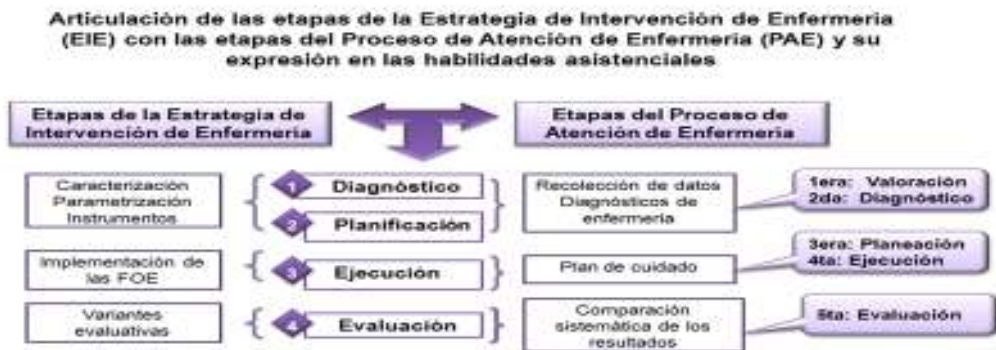 Articulación de las etapas de la Estrategia de Intervención de Enfermeria
(EIE) con las etapas del Proceso de Atención de Enfermeria (PAE) y su
expresión en las habilidades asistenciales
Etapas de la Estrategia de
Intervención de Enfermeria
Etapas del Proceso de
Atención de Enfermeria
Caracterización
Parametrización
Instrumentos
1 Diagnóstico
2 Planificación
Recolección de datos
Diagnósticos de
enfermería
1era: Valoración
2da: Diagnóstico
Implementación de
las FOE
3 Ejecución
Plan de cuidado
3era: Planeación
4ta: Ejecución
Variantes
evaluativas
4 Evaluación
Comparación
sistemática de los
resultados
5ta: Evaluación